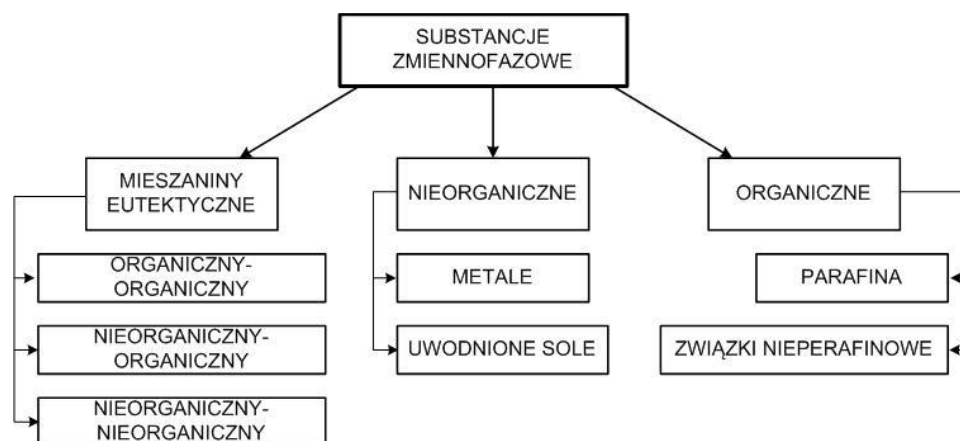 SUBSTANCJE
ZMIENNOFAZOWE
MIESZANINY
EUTEKTYCZNE
NIEORGANICZNE
ORGANICZNE
ORGANICZNY-
ORGANICZNY
METALE
PARAFINA
NIEORGANICZNY-
ORGANICZNY
UWODNIONE SOLE
ZWIĄZKI NIEPERAFINOWE
NIEORGANICZNY-
NIEORGANICZNY